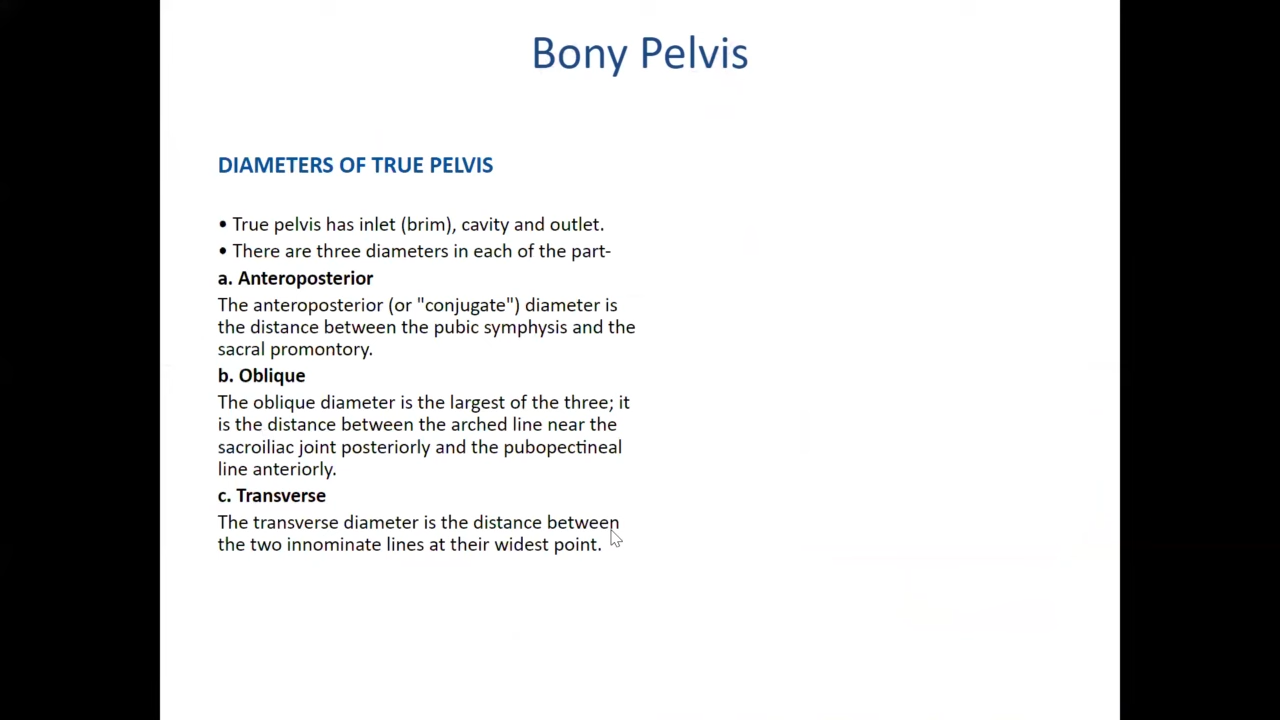 Bony Pelvis
DIAMETERS OF TRUE PELVIS
• True pelvis has inlet (brim), cavity and outlet.
• There are three diameters in each of the part-
a. Anteroposterior
The anteroposterior (or "conjugate") diameter is
the distance between the pubic symphysis and the
sacral promontory.
b. Oblique
The oblique diameter is the largest of the three; it
is the distance between the arched line near the
sacroiliac joint posteriorly and the pubopectineal
line anteriorly.
c. Transverse
The transverse diameter is the distance between
the two innominate lines at their widest point.